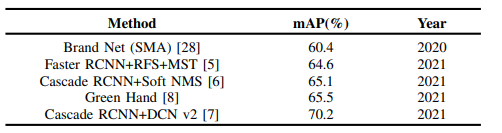 Method mAP(%) Year
Brand Net (SMA) [28] 60.4 2020
Faster RCNN+RFS+MST [5] 64.6 2021
Cascade RCNN+Soft NMS [6] 65.1 2021
Green Hand [8] 65.5 2021
Cascade RCNN+DCN v2 [7] 70.2 2021